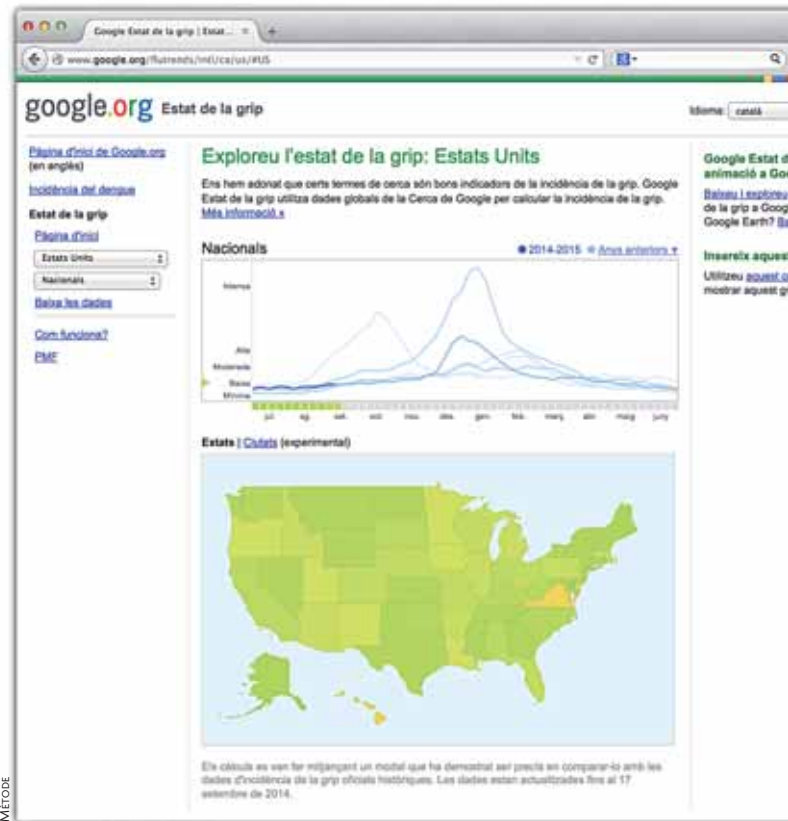 Google Estat de la grip | Estat...
www.google.org/flutrends/intl/ca/us/#US
google.org Estat de la grip
Idioma: català
Pàgina d'inici de Google.org
(en anglès)
Incidència del dengue
Estat de la grip
Pàgina d'inici
Estats Units
Nacionals
Baixa les dades
Com funciona?
PMF
Exploreu l'estat de la grip: Estats Units
Ens hem adonat que certs termes de cerca són bons indicadors de la incidència de la grip. Google
Estat de la grip utilitza dades globals de la Cerca de Google per calcular la incidència de la grip.
Més informació »
Nacionals
2014-2015 Anys anteriors ▼
Intensa
Alta
Moderada
Baixa
Mínima
jul. ag. set. oct. nov. des. gen. feb. març abr. maig juny
Estats | Ciutats (experimental)
Els càlculs es van fer mitjançant un model que ha demostrat ser precís en comparar-lo amb les
dades d'incidència de la grip oficials històriques. Les dades estan actualitzades fins al 17
setembre de 2014.
Google Estat d
animació a Goo
Baixeu i exploreu
de la grip a Googl
Google Earth? Ba
Insereix aquest
Utilitzeu aquest c
mostrar aquest gr
MÈTODE